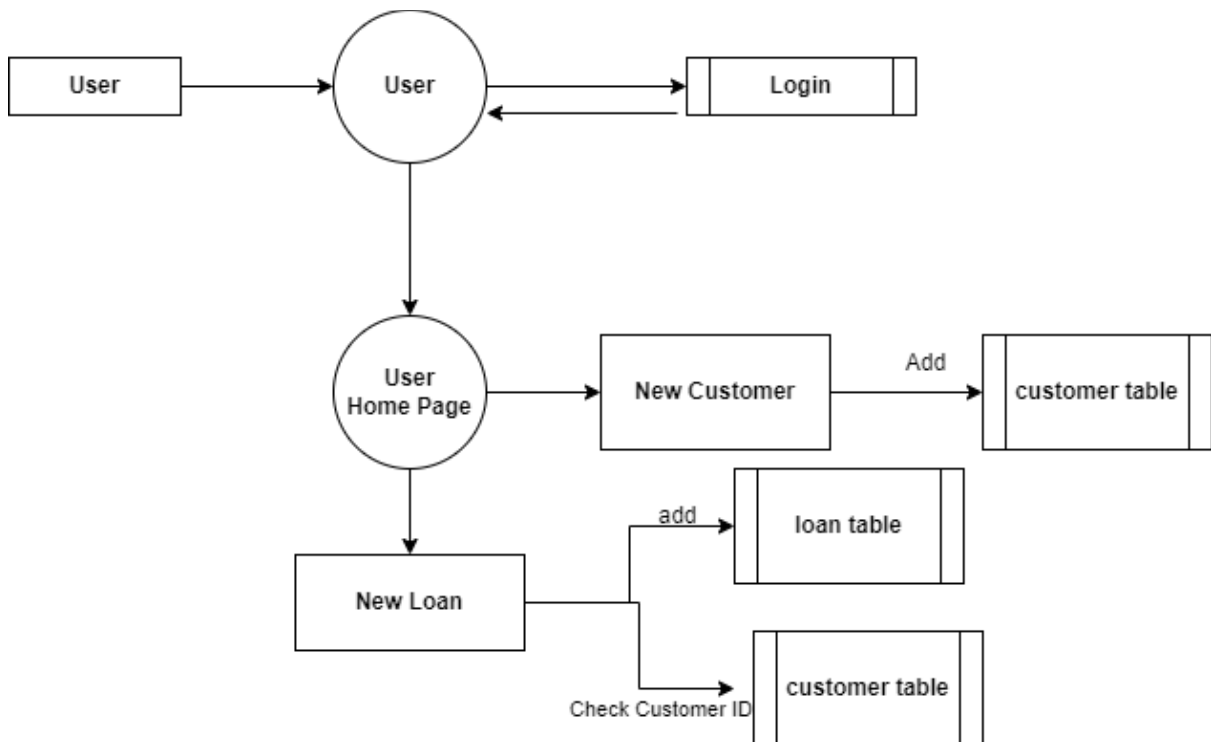 User
User
Login
User
Home Page
New Customer
Add
customer table
add
loan table
New Loan
Check Customer ID
customer table